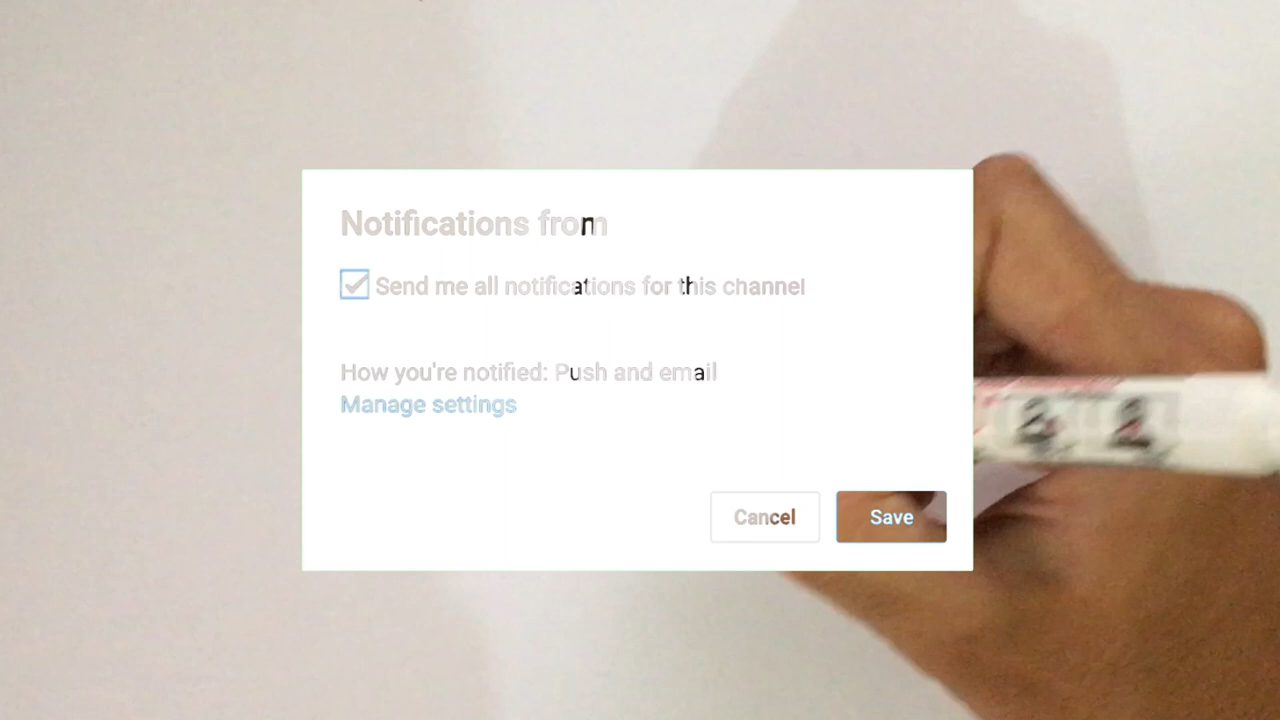 Notifications from
Send me all notifications for this channel
How you're notified: Push and email
Manage settings
Cancel
Save